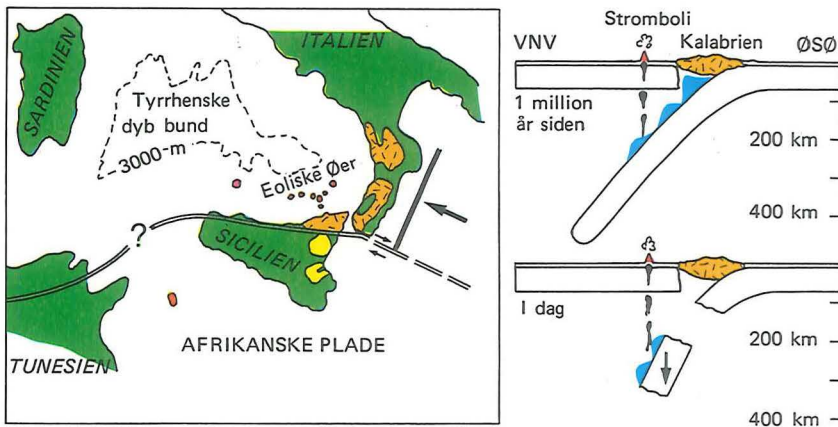 SARDINIEN
ITALIEN
Tyrrhenske
dyb bund
3000-m
Eoliske Øer
?
SICILIEN
TUNESIEN
AFRIKANSKE PLADE
Stromboli
VNV
Kalabrien
ØSØ
1 million
år siden
200 km
400 km
I dag
200 km
400 km